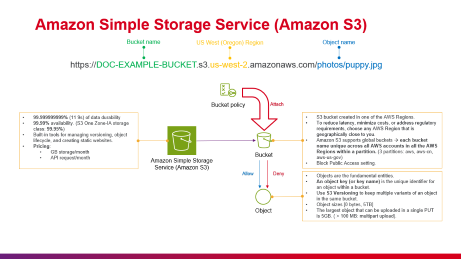 Amazon Simple Storage Service (Amazon S3)
Bucket name
US West (Oregon) Region
Object name
https://DOC-EXAMPLE-BUCKET.s3.us-west-2.amazonaws.com/photos/puppy.jpg
Bucket policy
Attach
• 99.999999999% (11 9s) of data durability
• 99.99% availability. (S3 One Zone-IA storage
class: 99.95%)
• Built-in tools for managing versioning, object
lifecycle, and creating static websites.
• Pricing:
• GB storage/month
• API request/month
Amazon Simple Storage
Service (Amazon S3)
Bucket
• S3 bucket created in one of the AWS Regions.
• To reduce latency, minimize costs, or address regulatory
requirements, choose any AWS Region that is
geographically close to you.
• Amazon S3 supports global buckets → each bucket
name unique across all AWS accounts in all the AWS
Regions within a partition. (3 partitions: aws, aws-cn,
aws-us-gov)
• Block Public Access setting.
Allow
Deny
Object
• Objects are the fundamental entities.
• An object key (or key name) is the unique identifier for
an object within a bucket.
• Use S3 Versioning to keep multiple variants of an object
in the same bucket.
• Object sizes [0 bytes, 5TB]
• The largest object that can be uploaded in a single PUT
is 5GB. ( > 100 MB: multipart upload).